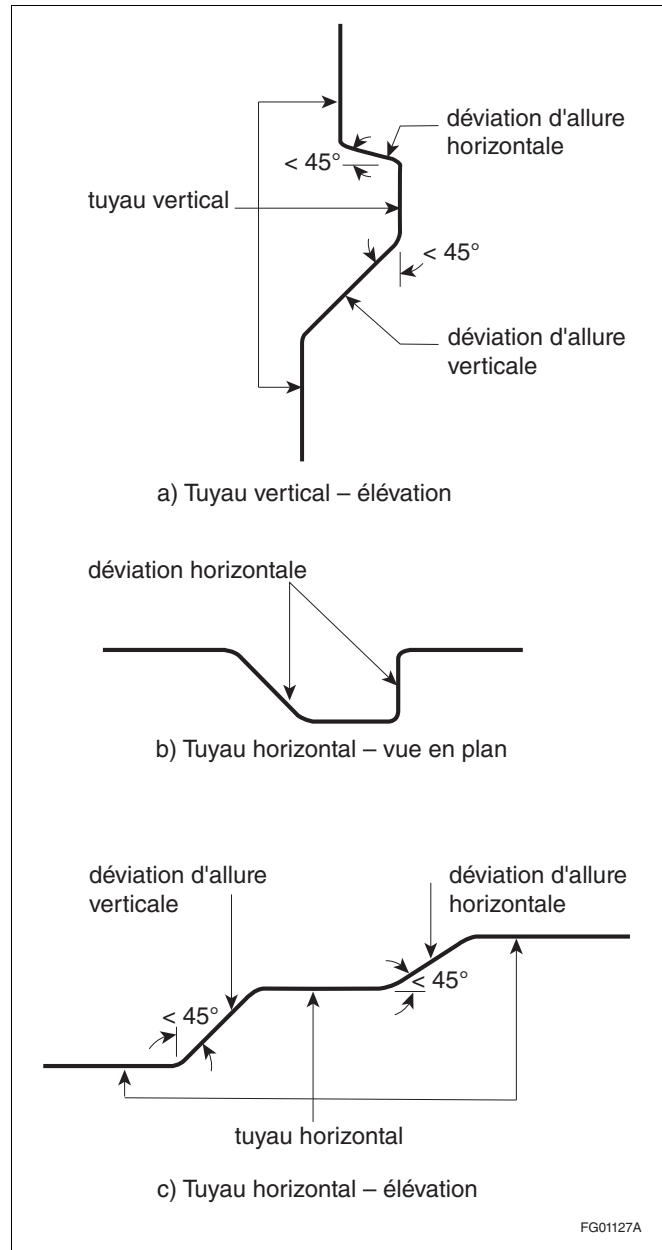 déviation d'allure
horizontale
< 45°
tuyau vertical
< 45°
déviation d'allure
verticale
a) Tuyau vertical – élévation
déviation horizontale
b) Tuyau horizontal – vue en plan
déviation d'allure
verticale
déviation d'allure
horizontale
< 45°
< 45°
tuyau horizontal
c) Tuyau horizontal – élévation
FG01127A